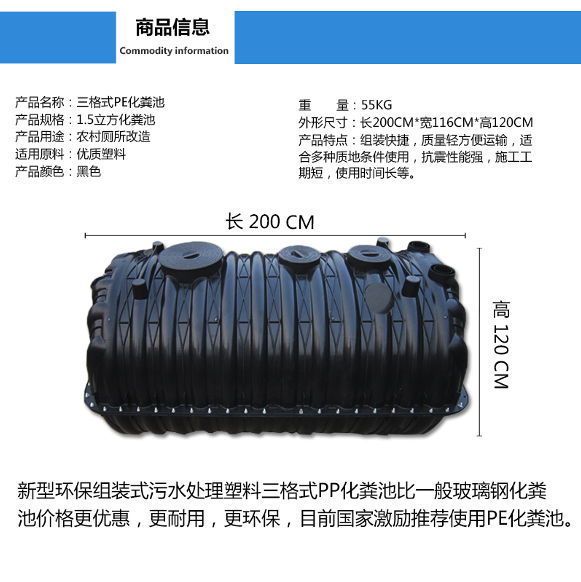 商品信息
Commodity information
产品名称：三格式PE化粪池
产品规格：1.5立方化粪池
产品用途：农村厕所改造
适用原料：优质塑料
产品颜色：黑色
重　　量：55KG
外形尺寸：长200CM*宽116CM*高120CM
产品特点：组装快捷，质量轻方便运输，适
合多种质地条件使用，抗震性能强，施工工
期短，使用时间长等。
长 200 CM
高 120 CM
新型环保组装式污水处理塑料三格式PP化粪池比一般玻璃钢化粪
池价格更优惠，更耐用，更环保，目前国家激励推荐使用PE化粪池。